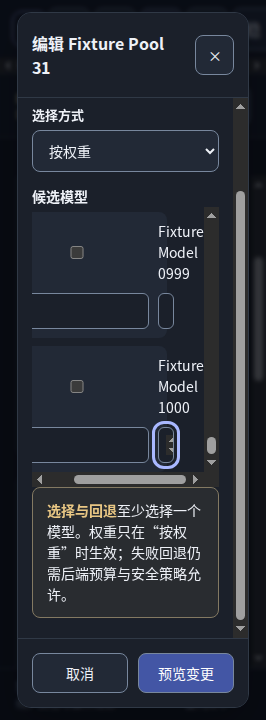 编辑 Fixture Pool
31
×
选择方式
按权重
候选模型
Fixture
Model
0999
Fixture
Model
1000
选择与回退至少选择一个
模型。权重只在“按权
重”时生效；失败回退仍
需后端预算与安全策略允
许。
取消
预览变更